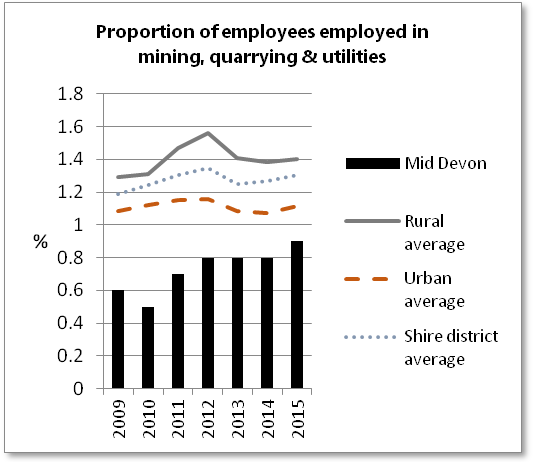 Proportion of employees employed in
mining, quarrying & utilities
1.8
1.6
1.4
1.2
1
0.8
0.6
0.4
0.2
0
%
2009
2010
2011
2012
2013
2014
2015
Mid Devon
Rural
average
Urban
average
Shire district
average